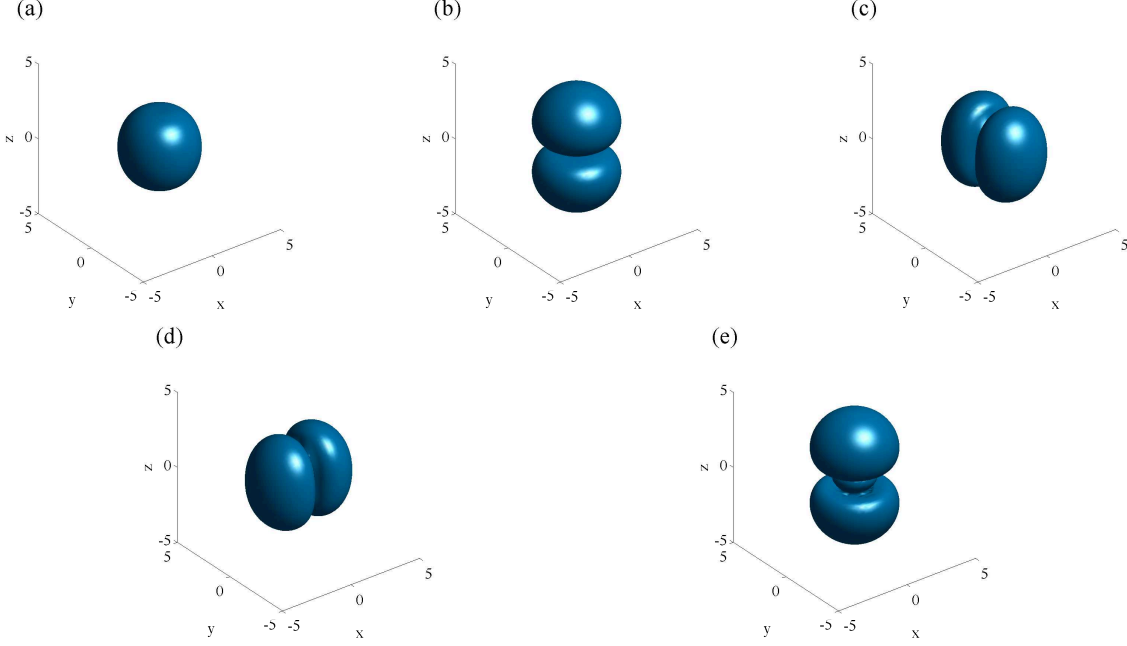 (a) (b) (c)
5 5 5
z 0 z 0 z 0
-5 -5 -5
5 5 5
5 5 5
0 0 0 0 0 0
y -5 -5 x y -5 -5 x y -5 -5 x
(d) (e)
5 5
z 0 z 0
-5 -5
5 5
5 5
0 0 0 0
y -5 -5 x y -5 -5 x